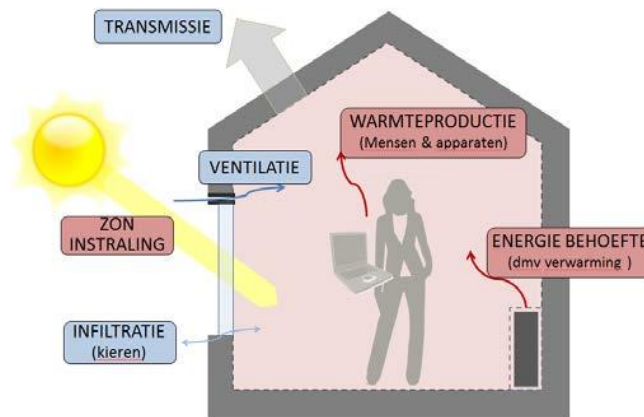 TRANSMISSIE
WARMTEPRODUCTIE
(Mensen & apparaten)
VENTILATIE
ZON
INSTRALING
ENERGIE BEHOEFTE
(dmv verwarming )
INFILTRATIE
(kieren)